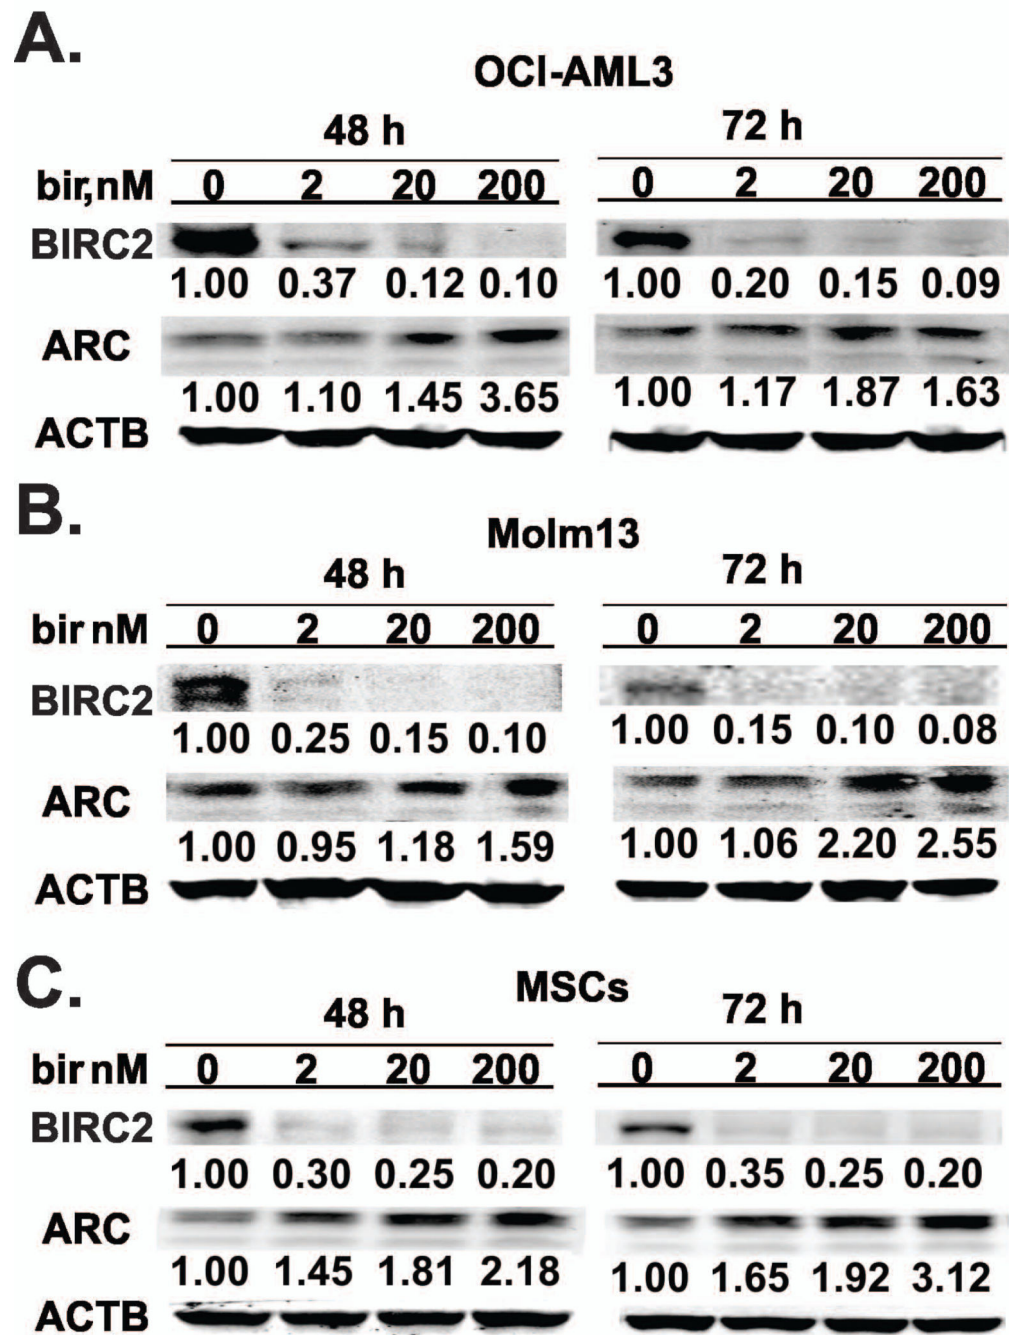 A.
OCI-AML3
48 h 72 h
bir,nM 0 2 20 200 0 2 20 200
BIRC2
1.00 0.37 0.12 0.10 1.00 0.20 0.15 0.09
ARC
1.00 1.10 1.45 3.65 1.00 1.17 1.87 1.63
ACTB
B.
Molm13
48 h 72 h
bir nM 0 2 20 200 0 2 20 200
BIRC2
1.00 0.25 0.15 0.10 1.00 0.15 0.10 0.08
ARC
1.00 0.95 1.18 1.59 1.00 1.06 2.20 2.55
ACTB
C.
MSCs
48 h 72 h
bir nM 0 2 20 200 0 2 20 200
BIRC2
1.00 0.30 0.25 0.20 1.00 0.35 0.25 0.20
ARC
1.00 1.45 1.81 2.18 1.00 1.65 1.92 3.12
ACTB